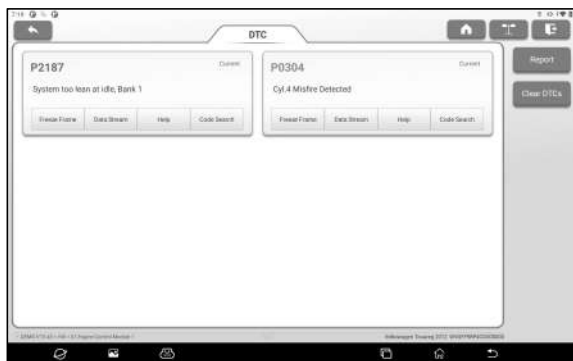 DTC
P2187
Current
System too lean at idle, Bank 1
Freeze Frame
Data Stream
Help
Code Search
P0304
Current
Cyl.4 Misfire Detected
Freeze Frame
Data Stream
Help
Code Search
Report
Clear DTCs